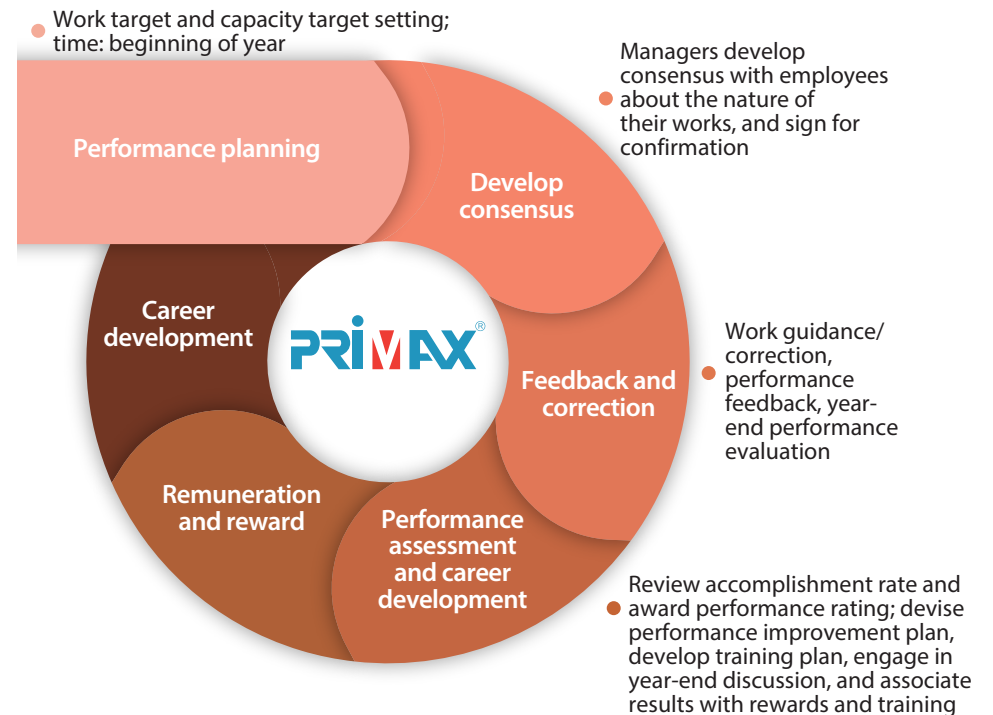 Work target and capacity target setting;
time: beginning of year
Performance planning
Managers develop
consensus with employees
about the nature of
their works, and sign for
confirmation
Develop
consensus
Career
development
PRIMAX®
Feedback and
correction
Work guidance/
correction,
performance
feedback, year-
end performance
evaluation
Remuneration
and reward
Performance
assessment
and career
development
Review accomplishment rate and
award performance rating; devise
performance improvement plan,
develop training plan, engage in
year-end discussion, and associate
results with rewards and training